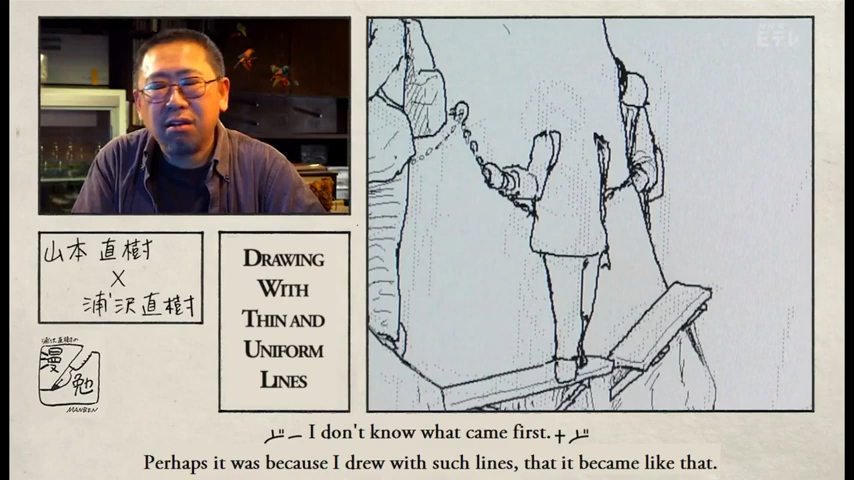 Eテレ
山本 直樹
×
浦沢直樹
DRAWING
WITH
THIN AND
UNIFORM
LINES
浦沢直樹の
漫
勉
MANBEN
I don't know what came first.
Perhaps it was because I drew with such lines, that it became like that.